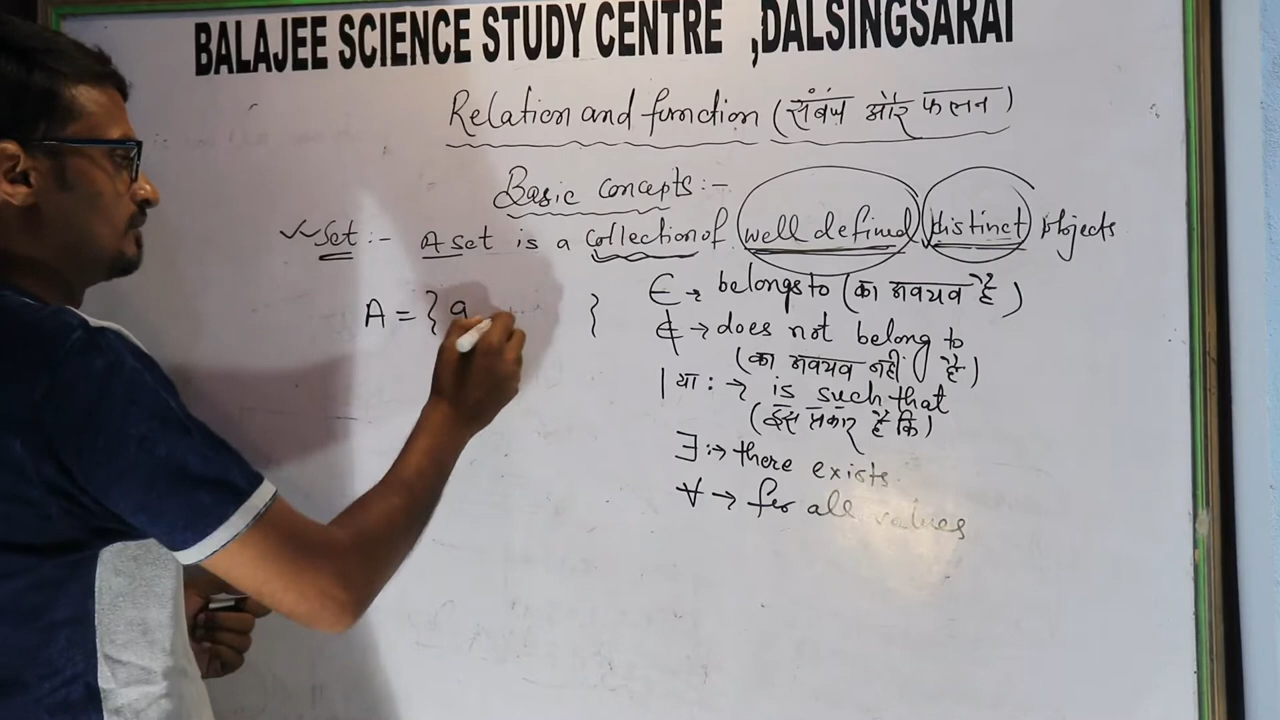 BALAJEE SCIENCE STUDY CENTRE ,DALSINGSARAI
Relation and function (संबंध और फलन)
Basic concepts :-
Set :- A set is a collection of well defined, distinct objects
A = { a }
∈ → belongs to (का अवयव है)
∉ → does not belong to
(का अवयव नहीं है)
| या : → is such that
(इस प्रकार है कि)
∃ :→ there exists.
∀ → for all values